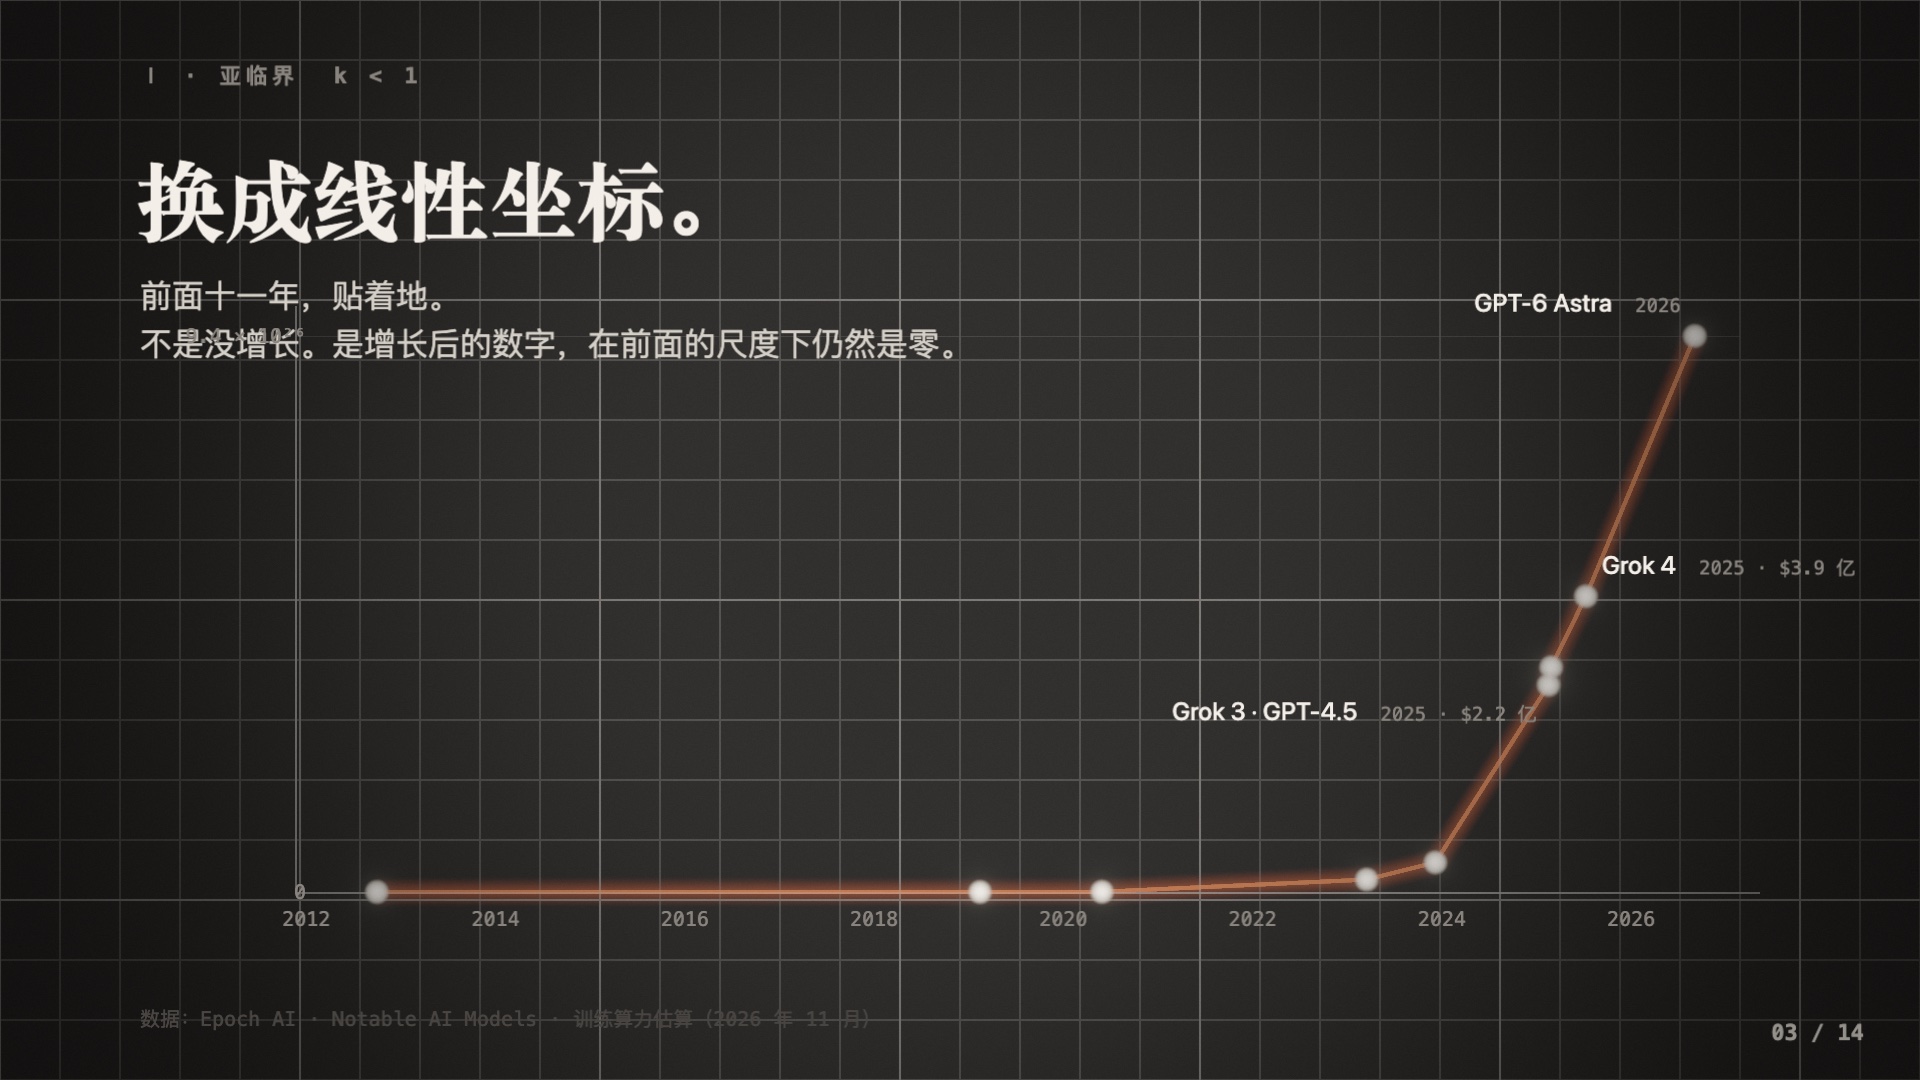 I · 亚临界 k < 1
换成线性坐标。
前面十一年，贴着地。
不是没增长。是增长后的数字，在前面的尺度下仍然是零。
GPT-6 Astra 2026
Grok 4 2025 · $3.9 亿
Grok 3 · GPT-4.5 2025 · $2.2 亿
0
2012 2014 2016 2018 2020 2022 2024 2026
数据：Epoch AI · Notable AI Models · 训练算力估算（2026 年 11 月）
03 / 14